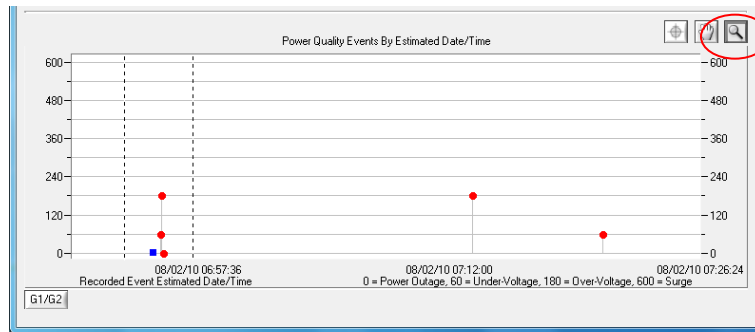 Power Quality Events By Estimated Date/Time
600 600
480 480
360 360
240 240
120 120
0 0
08/02/10 06:57:36 08/02/10 07:12:00 08/02/10 07:26:24
Recorded Event Estimated Date/Time 0 = Power Outage, 60 = Under-Voltage, 180 = Over-Voltage, 600 = Surge
G1/G2